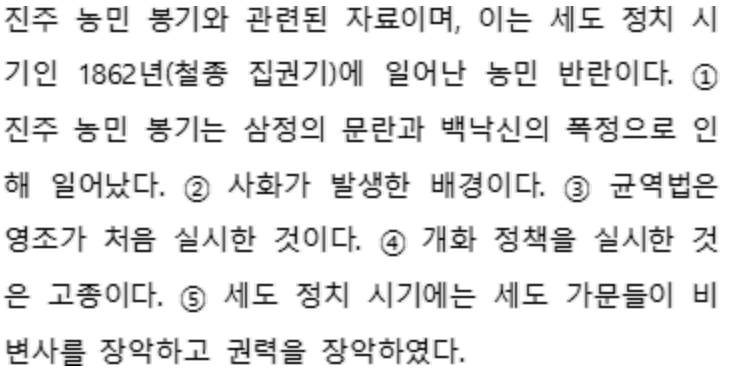 진주 농민 봉기와 관련된 자료이며, 이는 세도 정치 시
기인 1862년(철종 집권기)에 일어난 농민 반란이다. ①
진주 농민 봉기는 삼정의 문란과 백낙신의 폭정으로 인
해 일어났다. ② 사화가 발생한 배경이다. ③ 균역법은
영조가 처음 실시한 것이다. ④ 개화 정책을 실시한 것
은 고종이다. ⑤ 세도 정치 시기에는 세도 가문들이 비
변사를 장악하고 권력을 장악하였다.